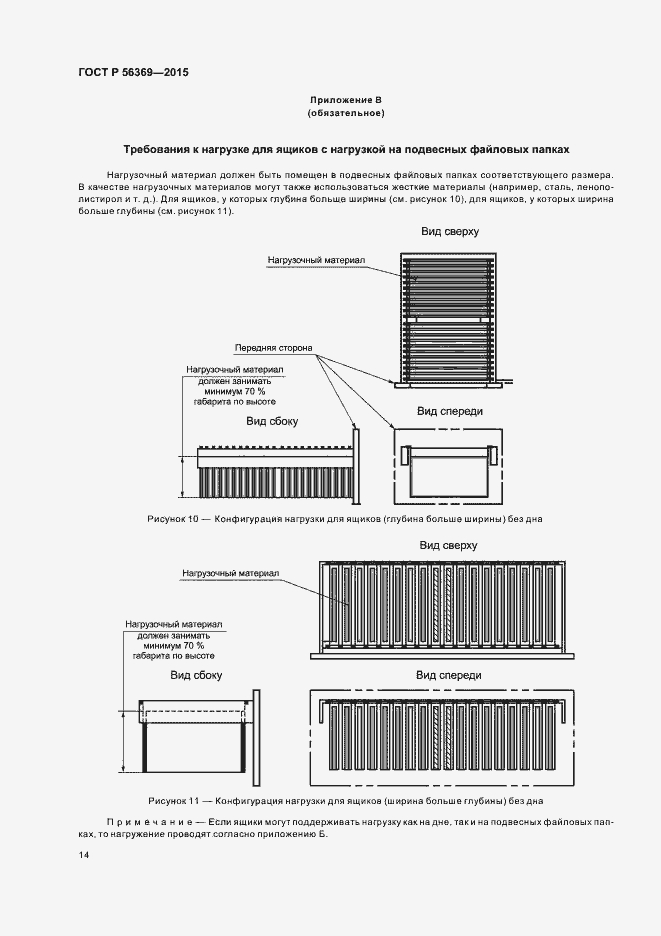 ГОСТ Р 56369—2015
Приложение В
(обязательное)
Требования к нагрузке для ящиков с нагрузкой на подвесных файловых папках
Нагрузочный материал должен быть помещен в подвесных файловых папках соответствующего размера.
В качестве нагрузочных материалов могут также использоваться жесткие материалы (например, сталь, пенопо-
листирол и т. д.). Для ящиков, у которых глубина больше ширины (см. рисунок 10), для ящиков, у которых ширина
больше глубины (см. рисунок 11).
Вид сверху
Нагрузочный материал
Передняя сторона
Нагрузочный материал
должен занимать
минимум 70 %
габарита по высоте
Вид сбоку
Вид спереди
Рисунок 10 — Конфигурация нагрузки для ящиков (глубина больше ширины) без дна
Вид сверху
Нагрузочный материал
Нагрузочный материал
должен занимать
минимум 70 %
габарита по высоте
Вид сбоку
Вид спереди
Рисунок 11 — Конфигурация нагрузки для ящиков (ширина больше глубины) без дна
Примечание — Если ящики могут поддерживать нагрузку как на дне, так и на подвесных файловых пап-
ках, то нагружение проводят согласно приложению Б.
14